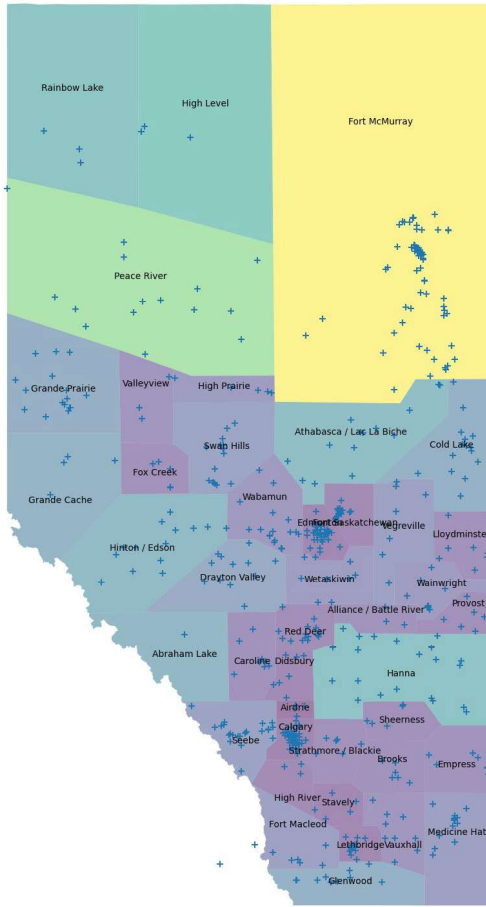 Rainbow Lake
High Level
Fort McMurray
Peace River
Valleyview
High Prairie
Grande Prairie
Athabasca / Lac La Biche
Swan Hills
Cold Lake
Fox Creek
Grande Cache
Wabamun
Edmonton
Fort Saskatchewan
Vegreville
Lloydminste
Hinton / Edson
Drayton Valley
Wetaskiwin
Wainwright
Provost
Alliance / Battle River
Red Deer
Abraham Lake
Caroline
Didsbury
Hanna
Airdrie
Sheerness
Calgary
Seebe
Strathmore / Blackie
Brooks
Empress
High River
Stavely
Fort Macleod
Medicine Hat
Lethbridge
Vauxhall
Glenwood